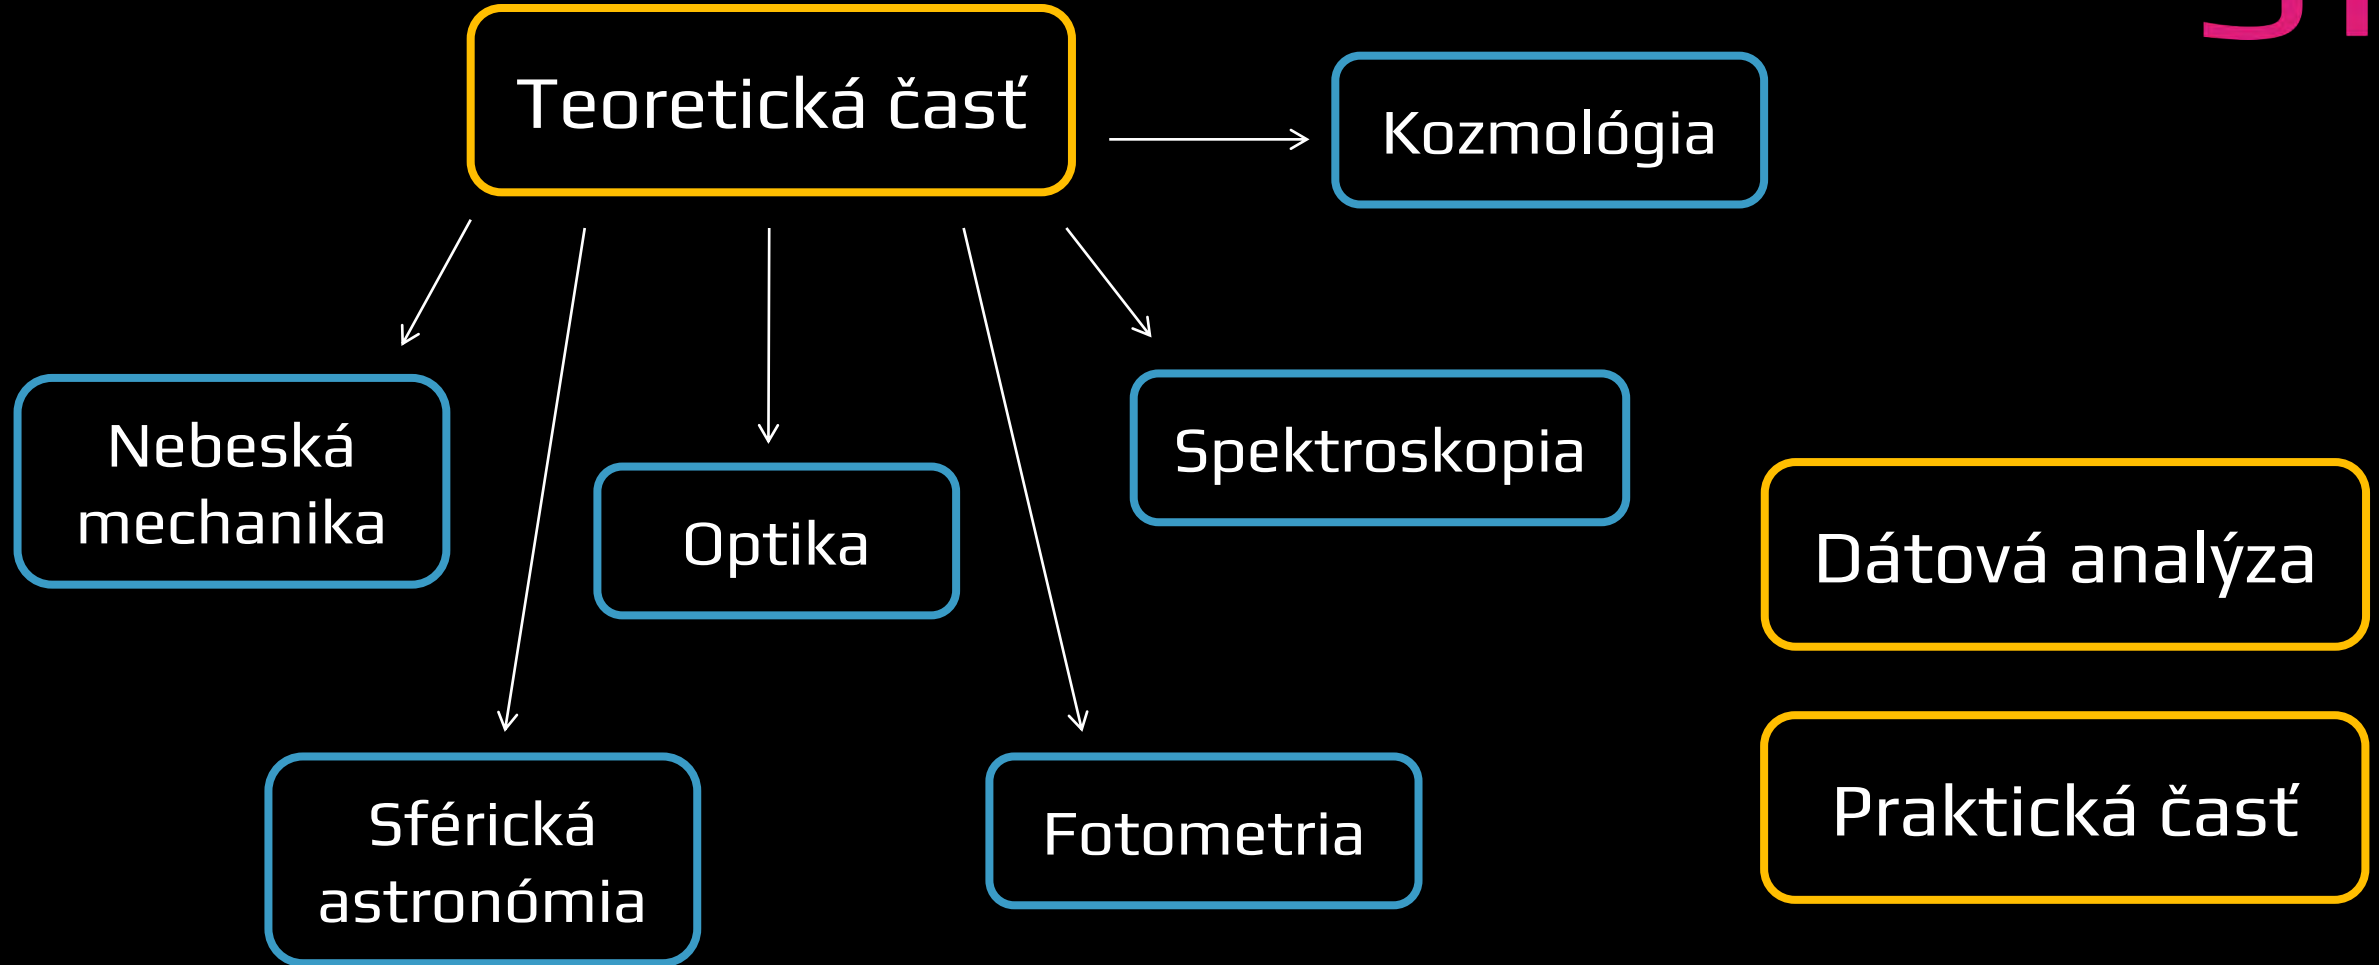 Teoretická časť
Kozmológia
Nebeská
mechanika
Optika
Spektroskopia
Sférická
astronómia
Fotometria
Dátová analýza
Praktická časť